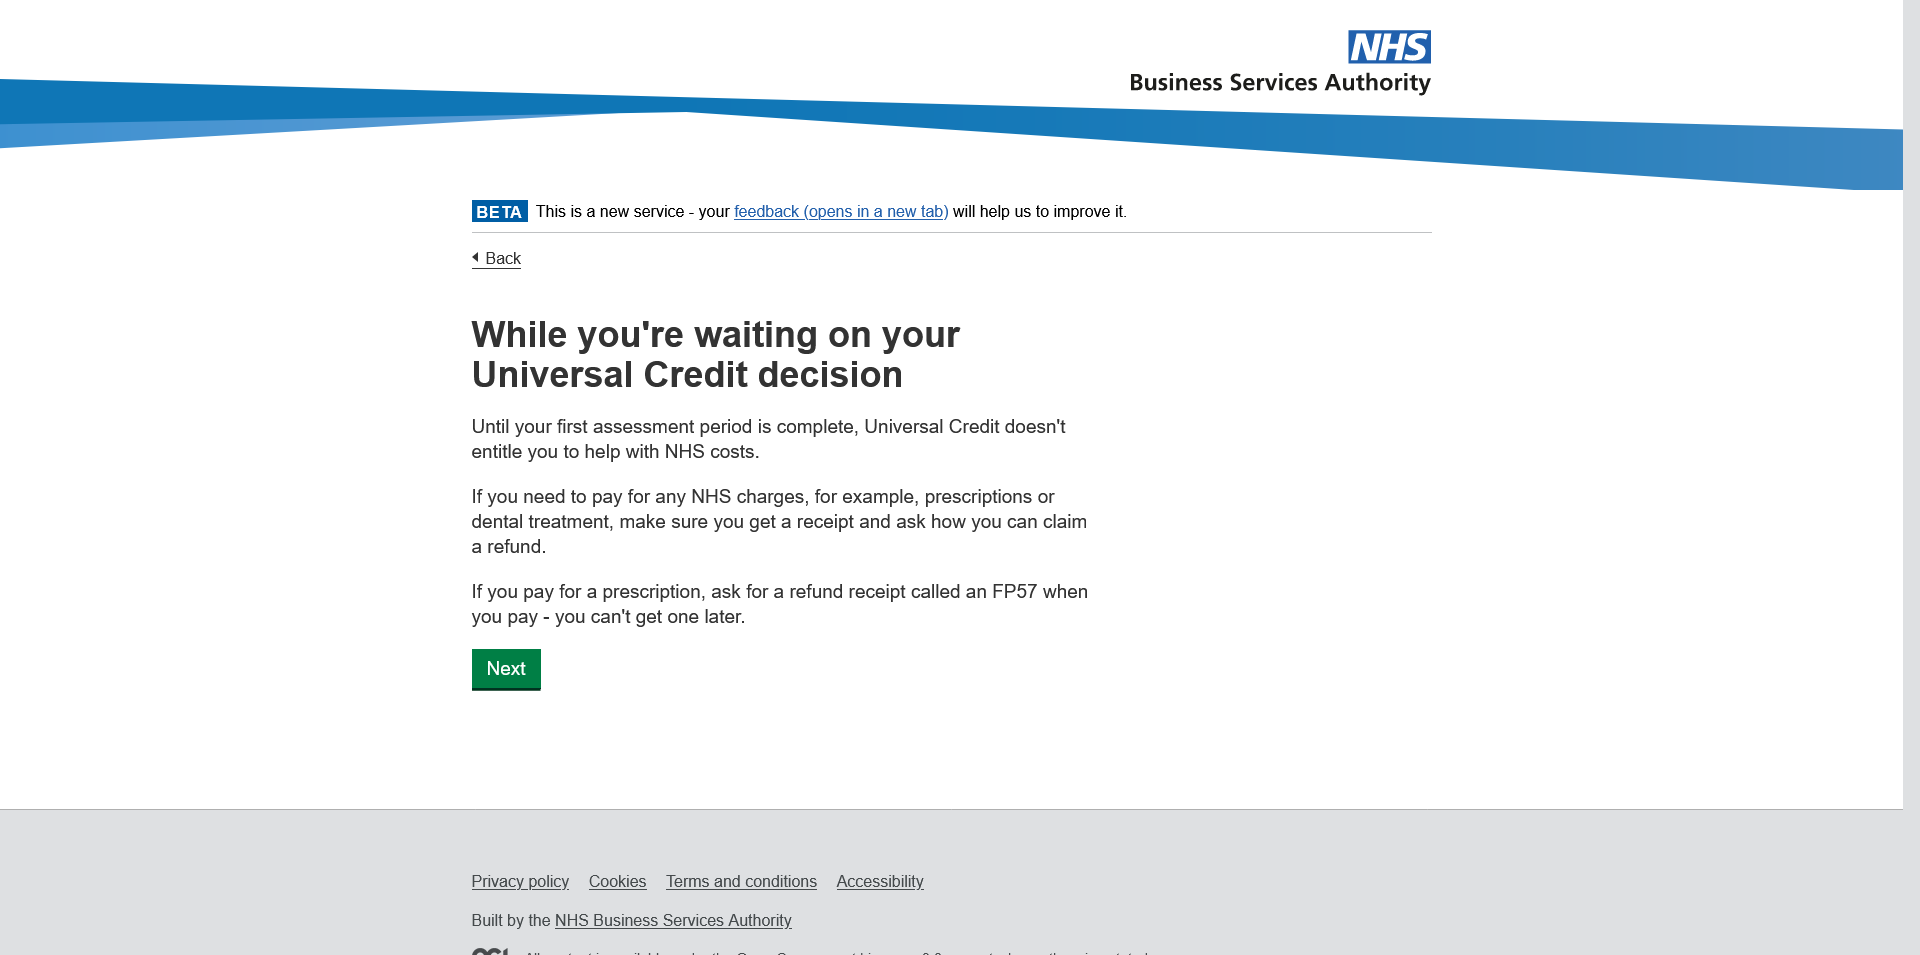 NHS
Business Services Authority
BETA This is a new service - your feedback (opens in a new tab) will help us to improve it.
Back
While you're waiting on your
Universal Credit decision
Until your first assessment period is complete, Universal Credit doesn't
entitle you to help with NHS costs.
If you need to pay for any NHS charges, for example, prescriptions or
dental treatment, make sure you get a receipt and ask how you can claim
a refund.
If you pay for a prescription, ask for a refund receipt called an FP57 when
you pay - you can't get one later.
Next
Privacy policy Cookies Terms and conditions Accessibility
Built by the NHS Business Services Authority